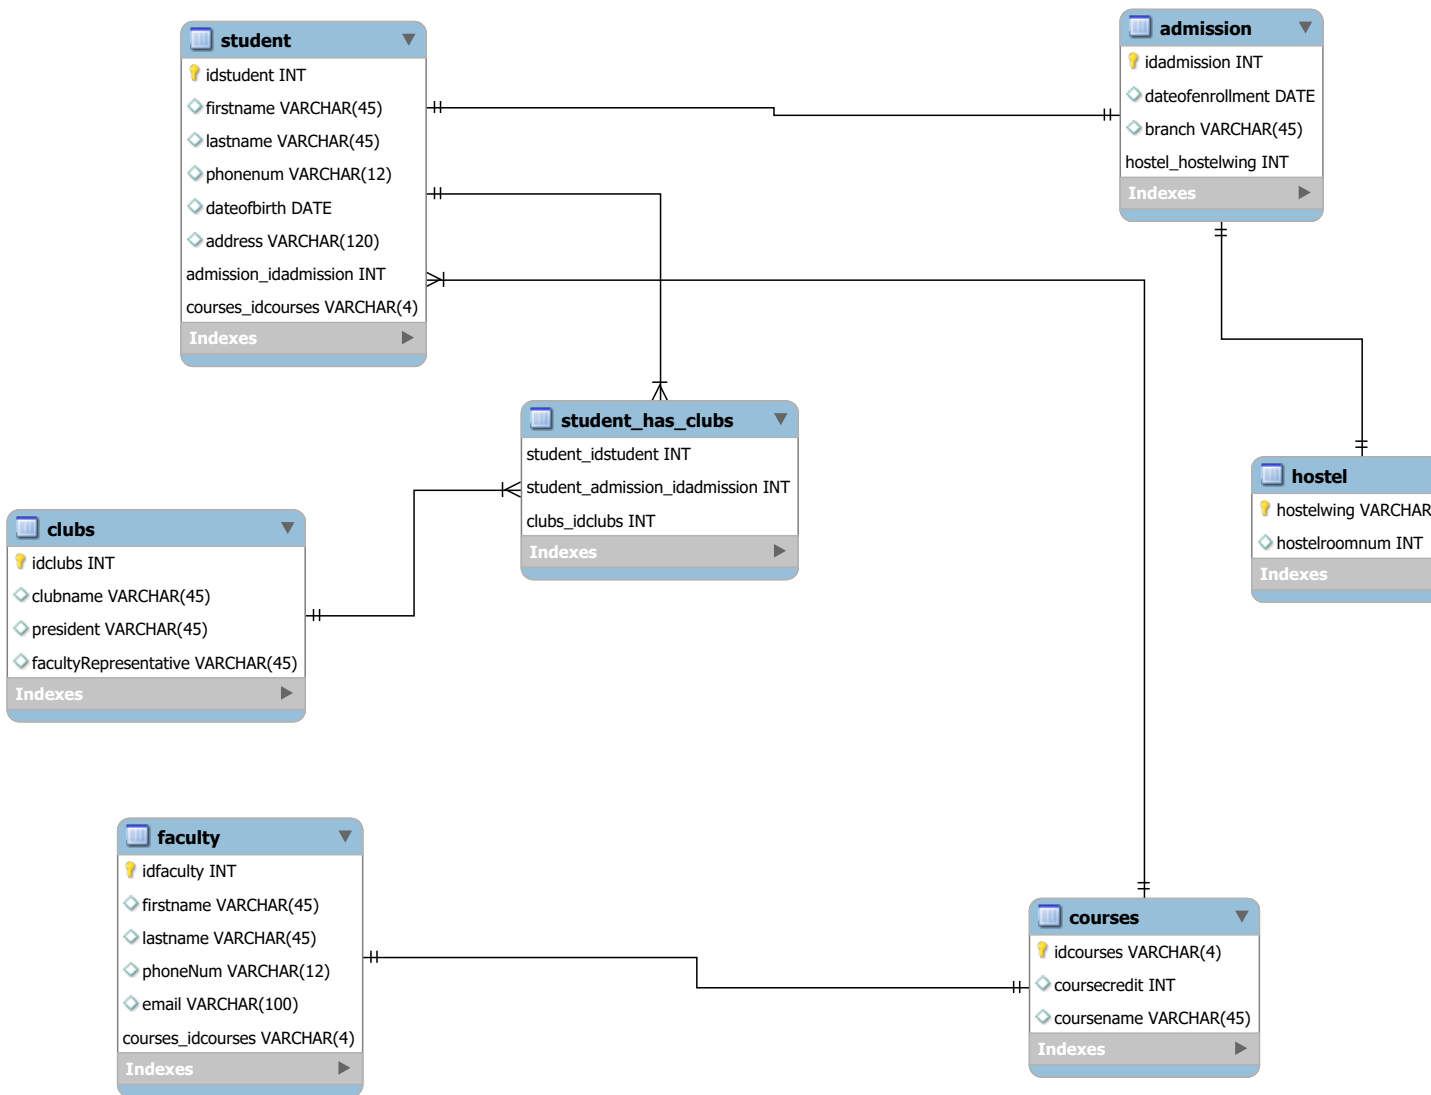 student
idstudent INT
firstname VARCHAR(45)
lastname VARCHAR(45)
phonenum VARCHAR(12)
dateofbirth DATE
address VARCHAR(120)
admission_idadmission INT
courses_idcourses VARCHAR(4)
Indexes
admission
idadmission INT
dateofenrollment DATE
branch VARCHAR(45)
hostel_hostelwing INT
Indexes
student_has_clubs
student_idstudent INT
student_admission_idadmission INT
clubs_idclubs INT
Indexes
hostel
hostelwing VARCHAR
hostelroomnum INT
Indexes
clubs
idclubs INT
clubname VARCHAR(45)
president VARCHAR(45)
facultyRepresentative VARCHAR(45)
Indexes
faculty
idfaculty INT
firstname VARCHAR(45)
lastname VARCHAR(45)
phoneNum VARCHAR(12)
email VARCHAR(100)
courses_idcourses VARCHAR(4)
Indexes
courses
idcourses VARCHAR(4)
coursecredit INT
coursename VARCHAR(45)
Indexes